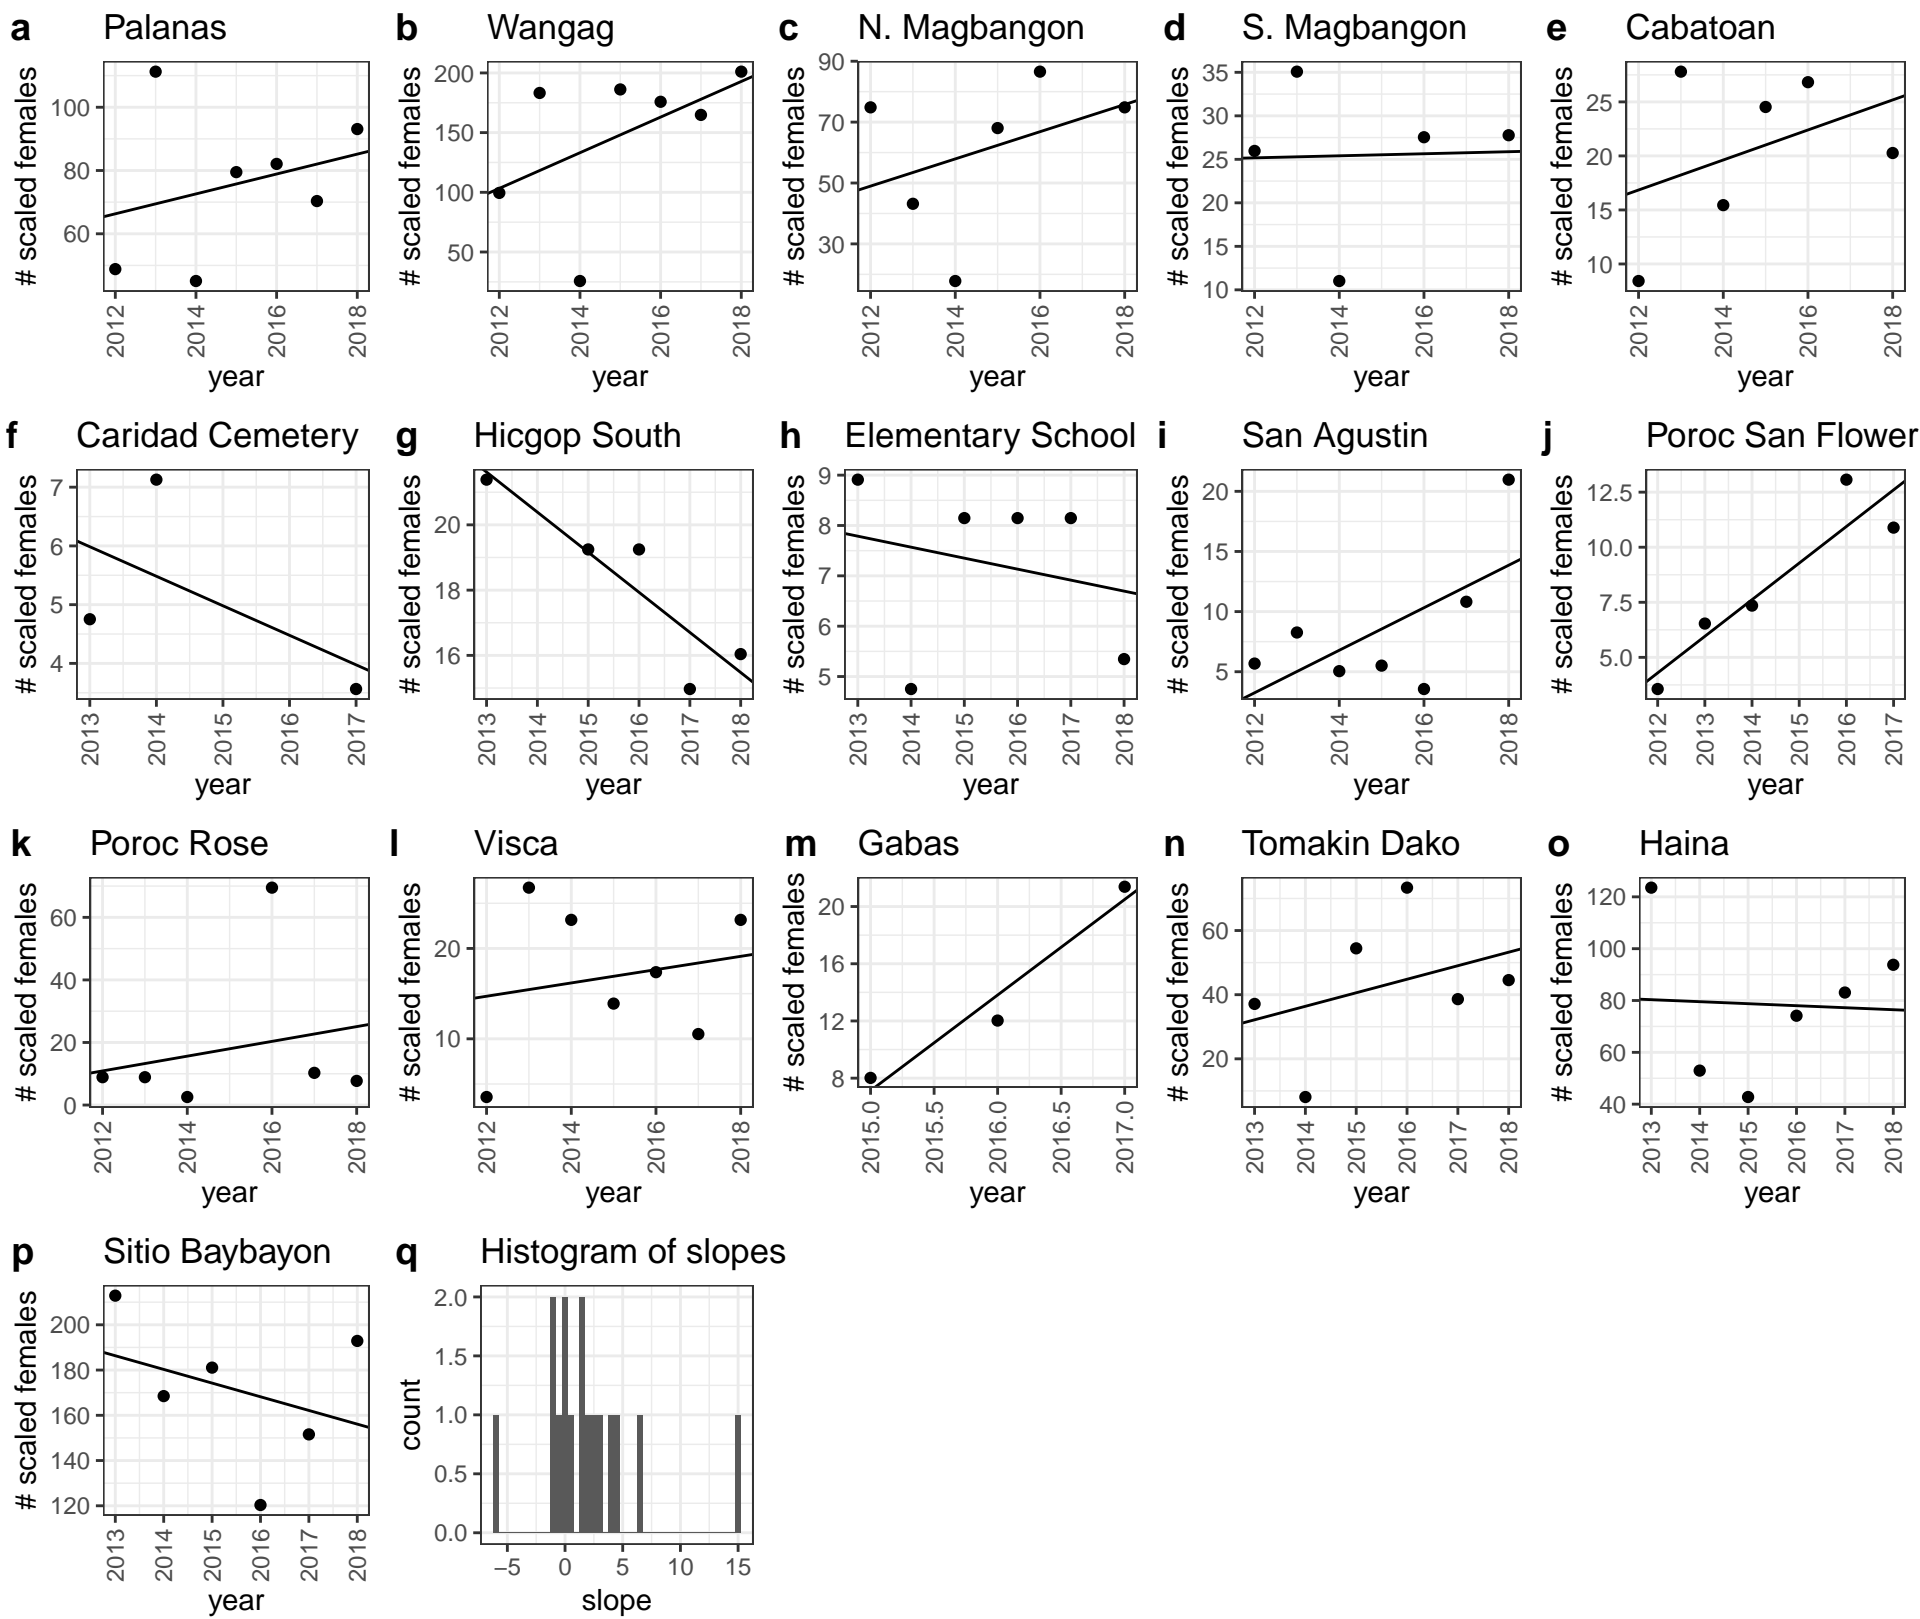 a Palanas
# scaled females
100
80
60
2012 2014 2016 2018
year
b Wangag
# scaled females
200
150
100
50
2012 2014 2016 2018
year
c N. Magbangon
# scaled females
90
70
50
30
2012 2014 2016 2018
year
d S. Magbangon
# scaled females
35
30
25
20
15
10
2012 2014 2016 2018
year
e Cabatoan
# scaled females
25
20
15
10
2012 2014 2016 2018
year
f Caridad Cemetery
# scaled females
7
6
5
4
2013 2014 2015 2016 2017
year
g Hicgop South
# scaled females
20
18
16
2013 2014 2015 2016 2017 2018
year
h Elementary School
# scaled females
9
8
7
6
5
2013 2014 2015 2016 2017 2018
year
i San Agustin
# scaled females
20
15
10
5
2012 2014 2016 2018
year
j Poroc San Flower
# scaled females
12.5
10.0
7.5
5.0
2012 2013 2014 2015 2016 2017
year
k Poroc Rose
# scaled females
60
40
20
0
2012 2014 2016 2018
year
l Visca
# scaled females
20
10
2012 2014 2016 2018
year
m Gabas
# scaled females
20
16
12
8
2015.0 2015.5 2016.0 2016.5 2017.0
year
n Tomakin Dako
# scaled females
60
40
20
2013 2014 2015 2016 2017 2018
year
o Haina
# scaled females
120
100
80
60
40
2013 2014 2015 2016 2017 2018
year
p Sitio Baybayon
# scaled females
200
180
160
140
120
2013 2014 2015 2016 2017 2018
year
q Histogram of slopes
count
2.0
1.5
1.0
0.5
0.0
−5 0 5 10 15
slope